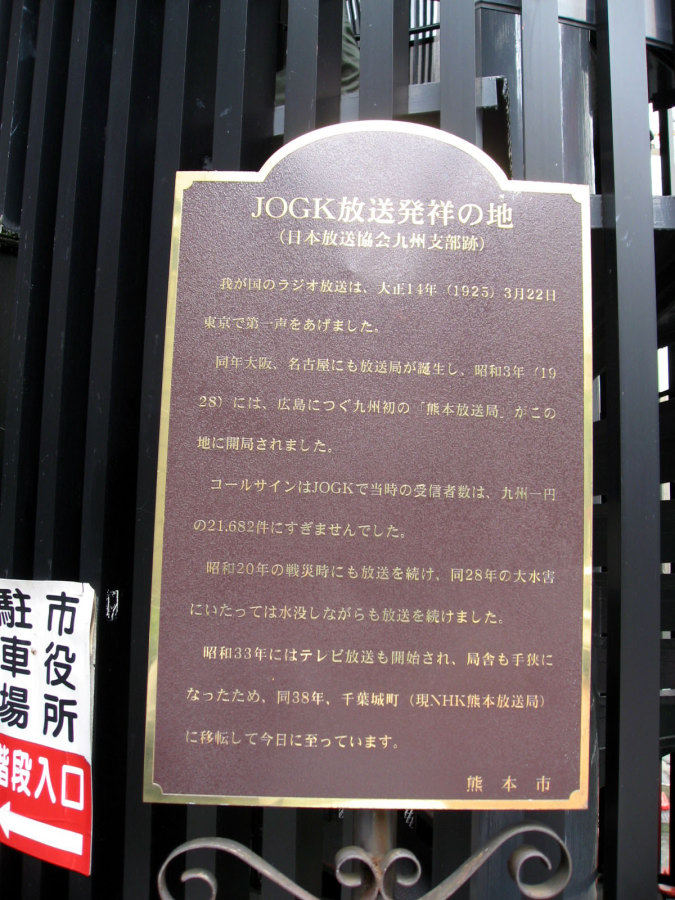 JOGK放送発祥の地
(日本放送協会九州支部跡)
我が国のラジオ放送は、大正14年(1925)3月22日
東京で第一声をあげました。
同年大阪、名古屋にも放送局が誕生し、昭和3年(19
28)には、広島につぐ九州初の「熊本放送局」がこの
地に開局されました。
コールサインはJOGKで当時の受信者数は、九州一円
の21,682件にすぎませんでした。
昭和20年の戦災時にも放送を続け、同28年の大水害
にいたっては水没しながらも放送を続けました。
昭和33年にはテレビ放送も開始され、局舎も手狭に
なったため、同38年、千葉城町(現NHK熊本放送局)
に移転して今日に至っています。
熊本市
市役所
駐車場
階段入口